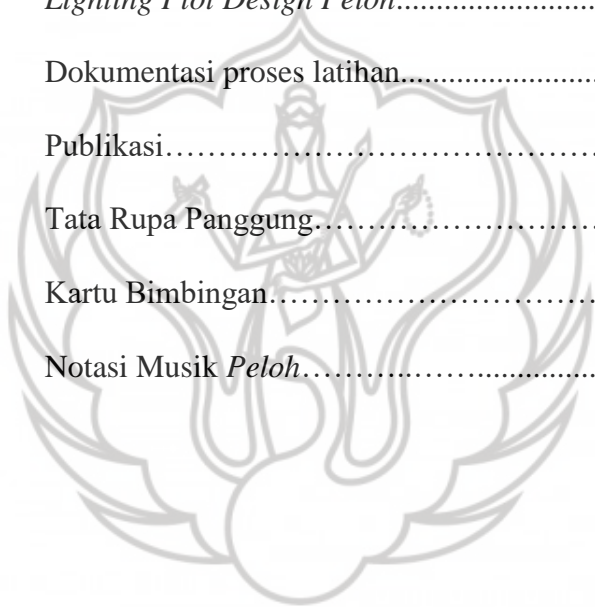 Lighting Plot Design Peloh..........................
Dokumentasi proses latihan.........................
Publikasi…………………………………
Tata Rupa Panggung…………………………
Kartu Bimbingan………………………………
Notasi Musik Peloh………..……................